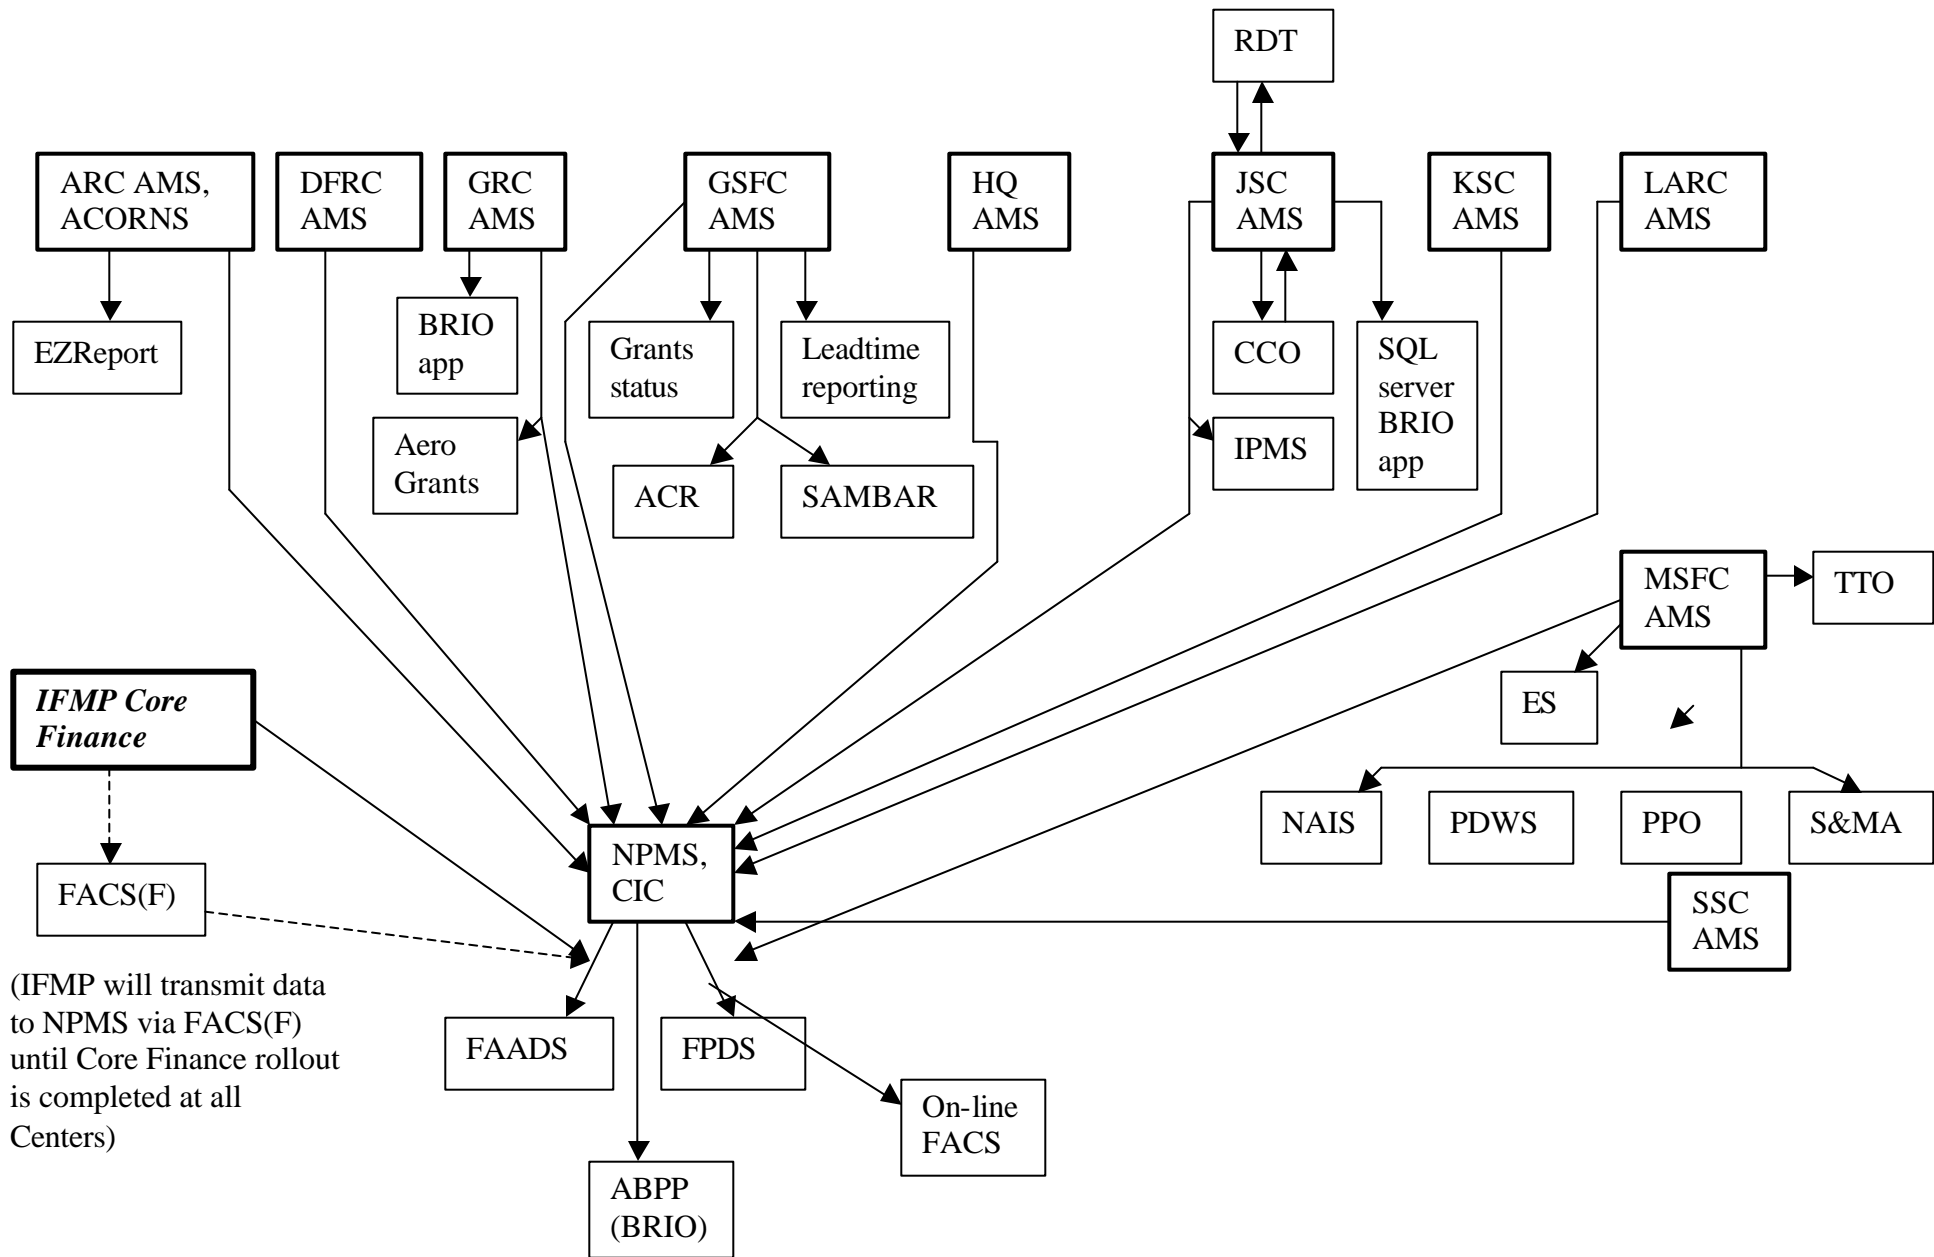 RDT
ARC AMS,
ACORNS
DFRC
AMS
GRC
AMS
GSFC
AMS
HQ
AMS
JSC
AMS
KSC
AMS
LARC
AMS
EZReport
BRIO
app
Grants
status
Leadtime
reporting
CCO
SQL
server
BRIO
app
Aero
Grants
ACR
SAMBAR
IPMS
MSFC
AMS
TTO
ES
IFMP Core
Finance
NAIS
PDWS
PPO
S&MA
NPMS,
CIC
FACS(F)
SSC
AMS
(IFMP will transmit data
to NPMS via FACS(F)
until Core Finance rollout
is completed at all
Centers)
FAADS
FPDS
On-line
FACS
ABPP
(BRIO)